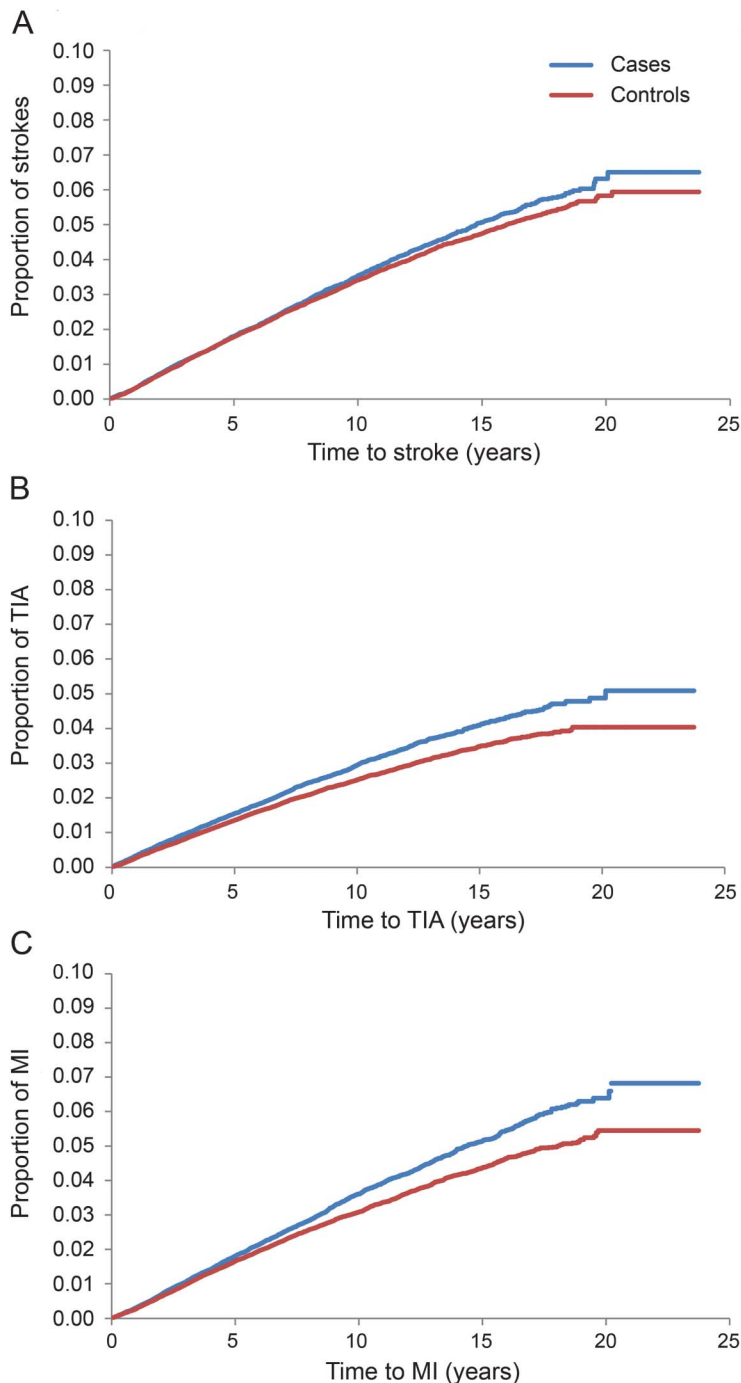 A
0.10
0.09
0.08
0.07
0.06
0.05
0.04
0.03
0.02
0.01
0.00
Proportion of strokes
Cases
Controls
0 5 10 15 20 25
Time to stroke (years)
B
0.10
0.09
0.08
0.07
0.06
0.05
0.04
0.03
0.02
0.01
0.00
Proportion of TIA
0 5 10 15 20 25
Time to TIA (years)
C
0.10
0.09
0.08
0.07
0.06
0.05
0.04
0.03
0.02
0.01
0.00
Proportion of MI
0 5 10 15 20 25
Time to MI (years)